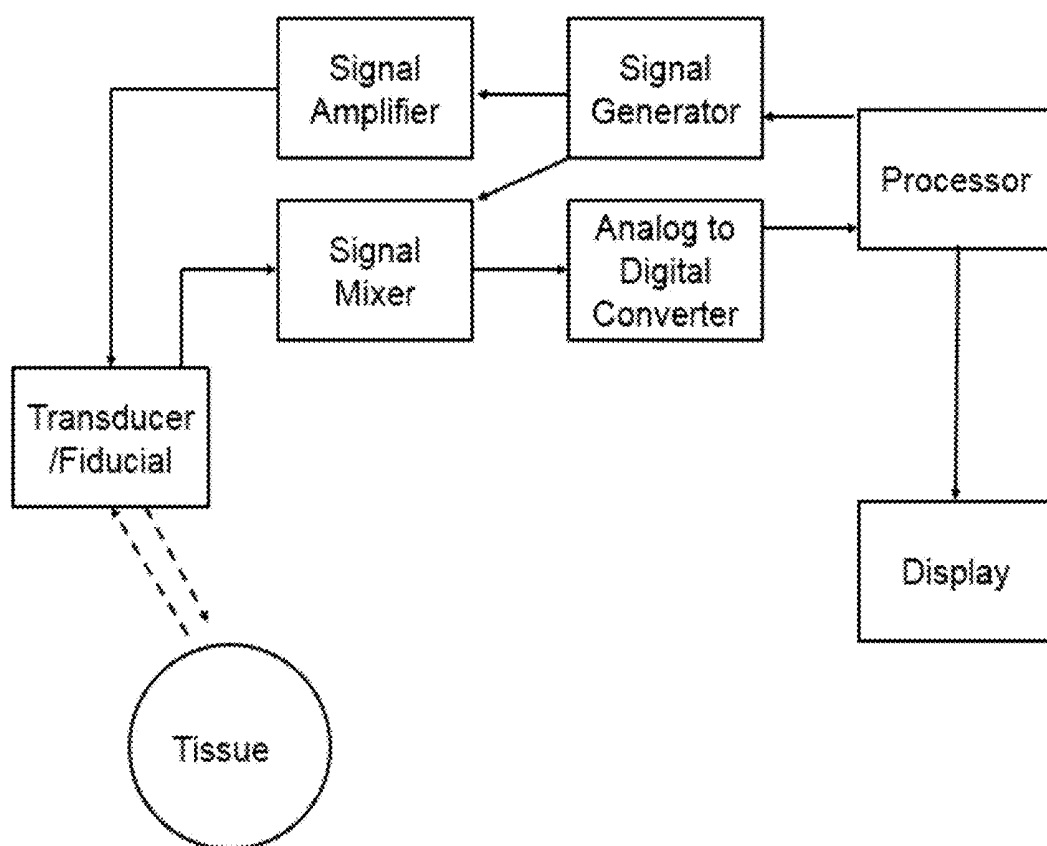 Signal
Amplifier
Signal
Generator
Processor
Signal
Mixer
Analog to
Digital
Converter
Transducer
/Fiducial
Display
Tissue